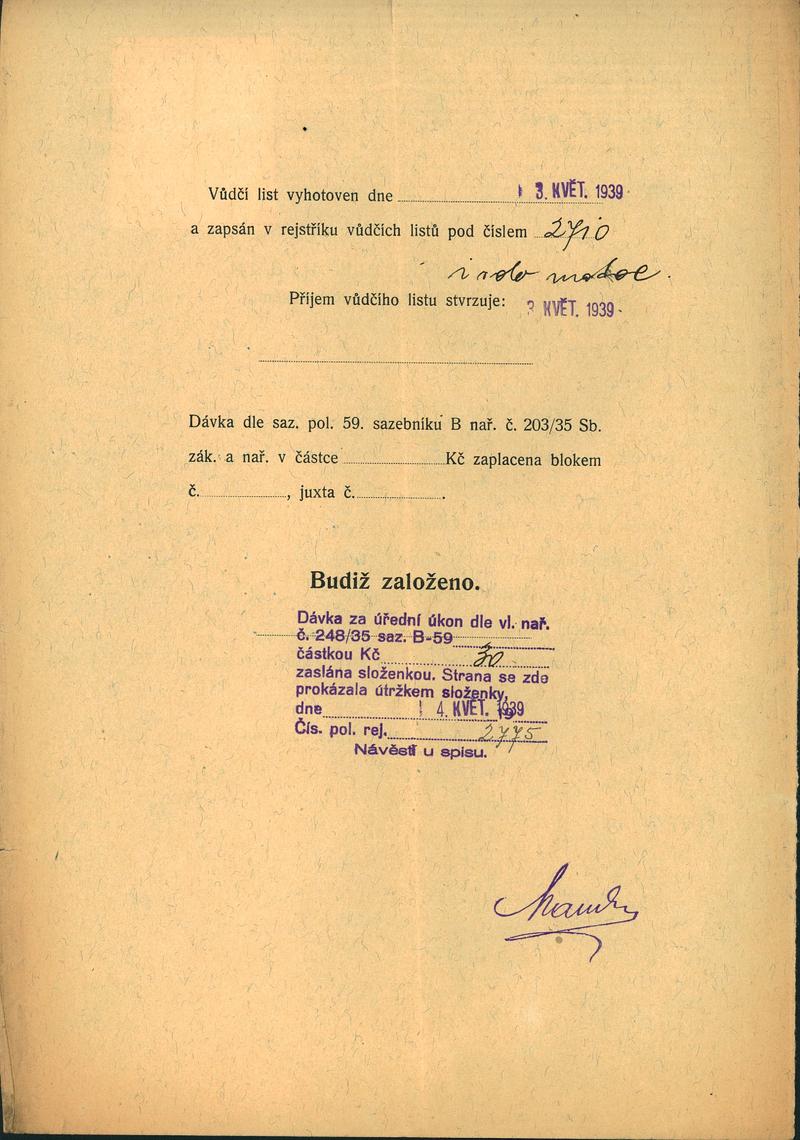 Vůdčí list vyhotoven dne 3. KVĚT. 1939
a zapsán v rejstříku vůdčích listů pod číslem 2710
Příjem vůdčího listu stvrzuje: KVĚT. 1939
Dávka dle saz. pol. 59. sazebníku B nař. č. 203/35 Sb.
zák. a nař. v částce Kč zaplacena blokem
č. , juxta č. .
Budiž založeno.
Dávka za úřední úkon dle vl. nař.
č. 248/35 saz. B-59
částkou Kč 30
zaslána složenkou. Strana se zde
prokázala útržkem složenky,
dne 4. KVĚT. 1939
Čís. pol. rej. 2775
Návěstí u spisu.